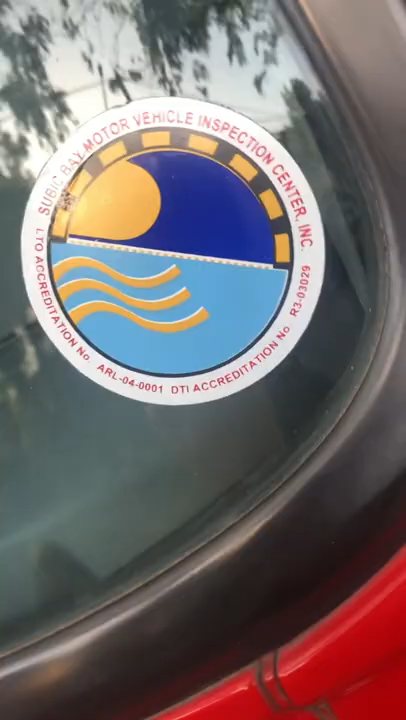 SUBIC BAY MOTOR VEHICLE INSPECTION CENTER, INC.
LTO ACCREDITATION No ARL-04-0001 DTI ACCREDITATION No R3-03029